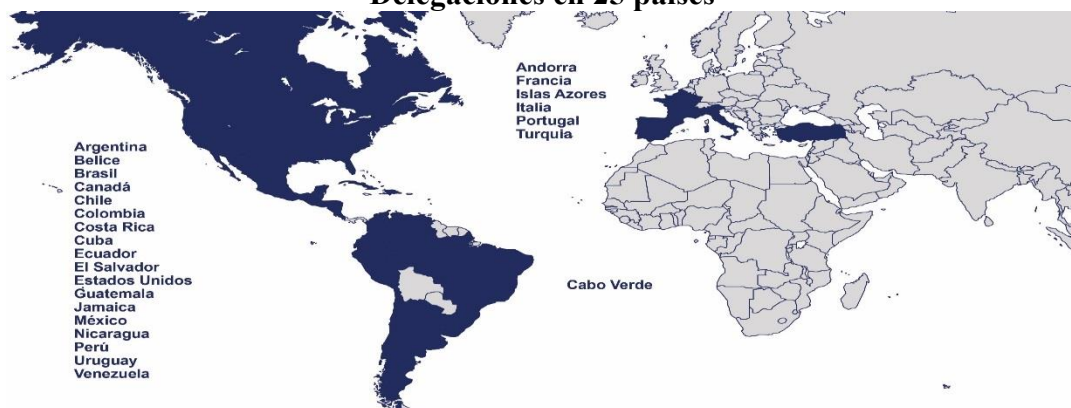 Delegaciones en 25 países
Andorra
Francia
Islas Azores
Italia
Portugal
Turquia
Argentina
Belice
Brasil
Canadá
Chile
Colombia
Costa Rica
Cuba
Ecuador
El Salvador
Estados Unidos
Guatemala
Jamaica
México
Nicaragua
Perú
Uruguay
Venezuela
Cabo Verde